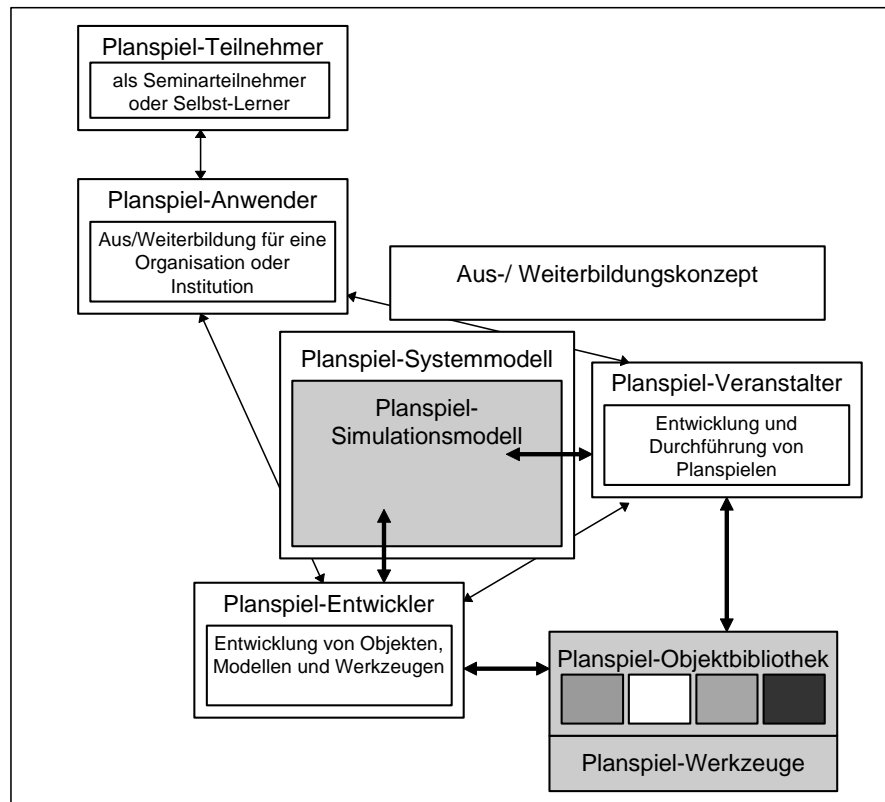 Planspiel-Teilnehmer
als Seminarteilnehmer
oder Selbst-Lerner
Planspiel-Anwender
Aus/Weiterbildung für eine
Organisation oder
Institution
Aus-/ Weiterbildungskonzept
Planspiel-Systemmodell
Planspiel-
Simulationsmodell
Planspiel-Veranstalter
Entwicklung und
Durchführung von
Planspielen
Planspiel-Entwickler
Entwicklung von Objekten,
Modellen und Werkzeugen
Planspiel-Objektbibliothek
Planspiel-Werkzeuge